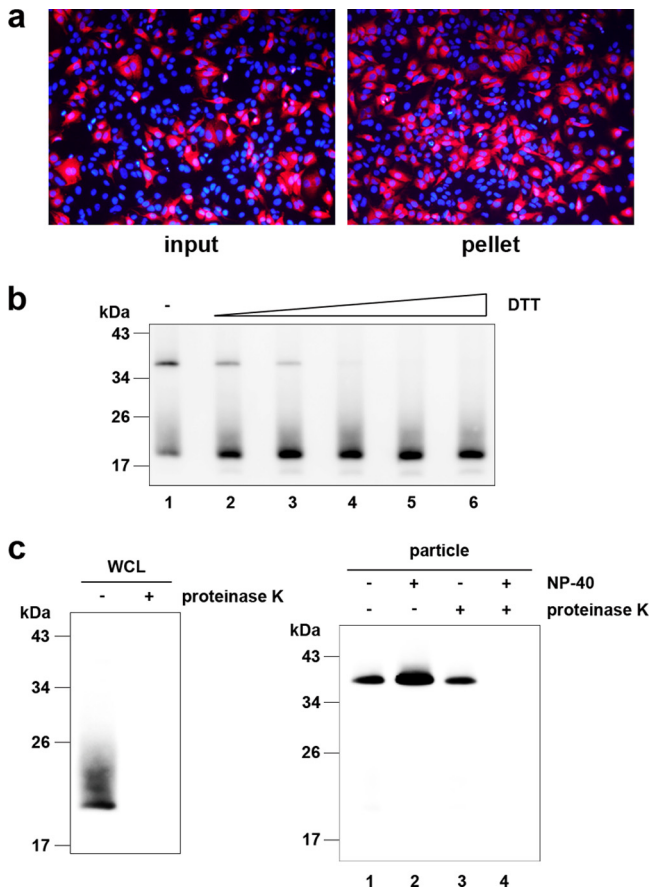 a
input pellet
b
- DTT
kDa
43
34
26
17
1 2 3 4 5 6
c
WCL
- + proteinase K
kDa
43
34
26
17
particle
- + - + NP-40
- - + + proteinase K
kDa
43
34
26
17
1 2 3 4